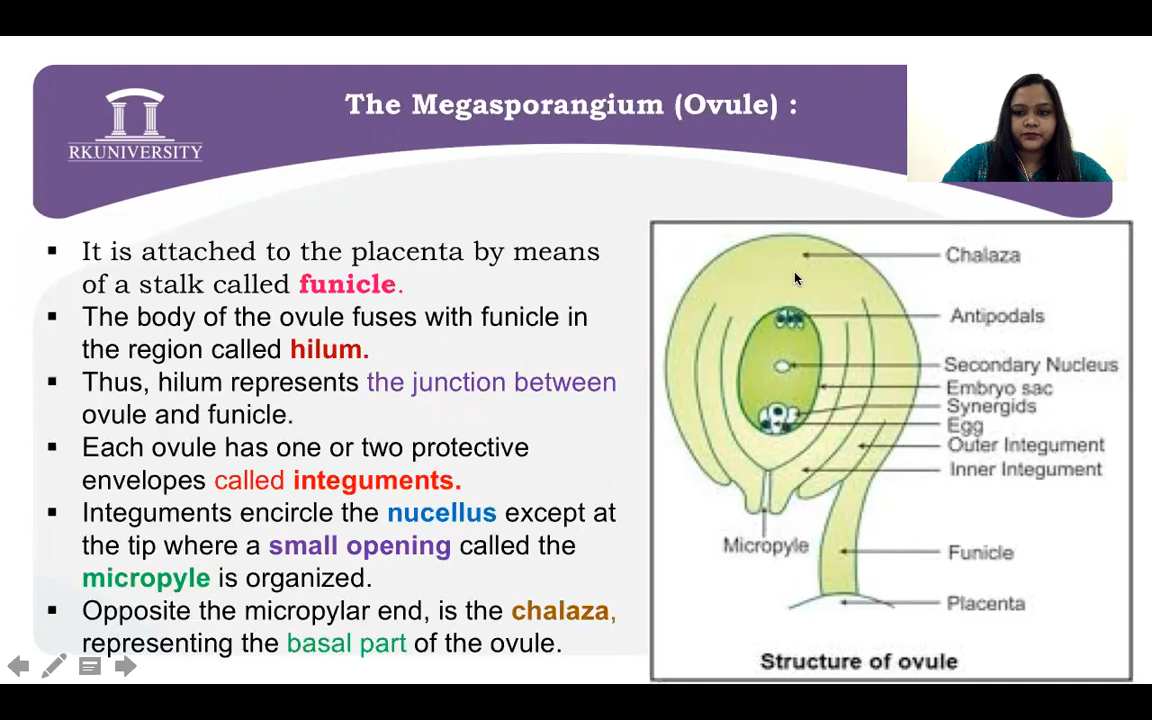 The Megasporangium (Ovule) :
RKUNIVERSITY
▪ It is attached to the placenta by means
of a stalk called funicle.
▪ The body of the ovule fuses with funicle in
the region called hilum.
▪ Thus, hilum represents the junction between
ovule and funicle.
▪ Each ovule has one or two protective
envelopes called integuments.
▪ Integuments encircle the nucellus except at
the tip where a small opening called the
micropyle is organized.
▪ Opposite the micropylar end, is the chalaza,
representing the basal part of the ovule.
Chalaza
Antipodals
Secondary Nucleus
Embryo sac
Synergids
Egg
Outer Integument
Inner Integument
Micropyle
Funicle
Placenta
Structure of ovule